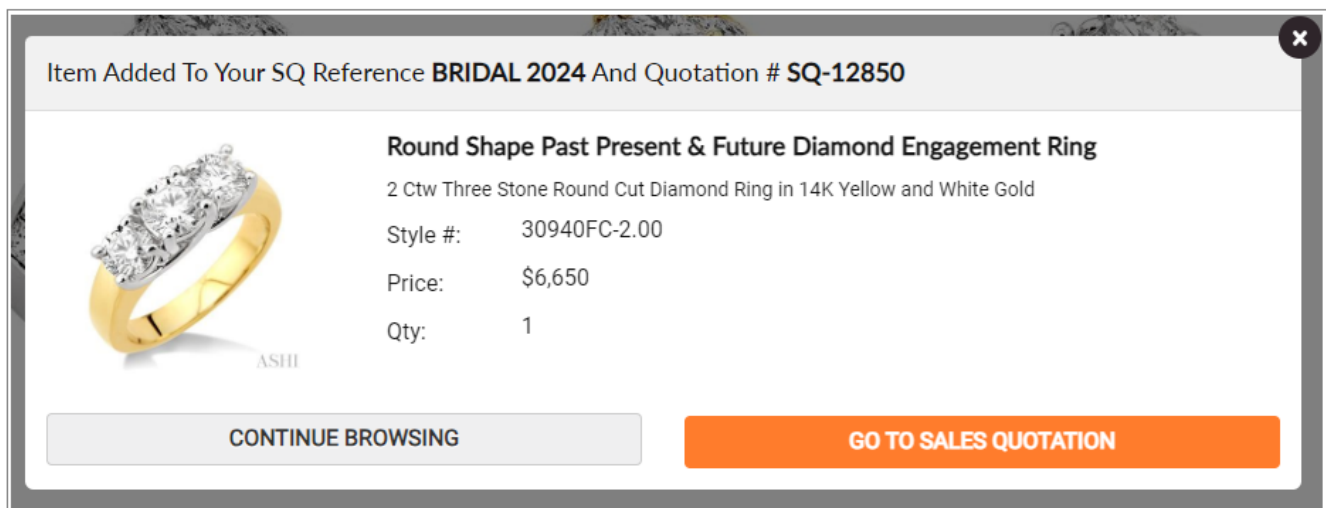 Item Added To Your SQ Reference BRIDAL 2024 And Quotation # SQ-12850
Round Shape Past Present & Future Diamond Engagement Ring
2 Ctw Three Stone Round Cut Diamond Ring in 14K Yellow and White Gold
Style #: 30940FC-2.00
Price: $6,650
Qty: 1
ASHI
CONTINUE BROWSING
GO TO SALES QUOTATION